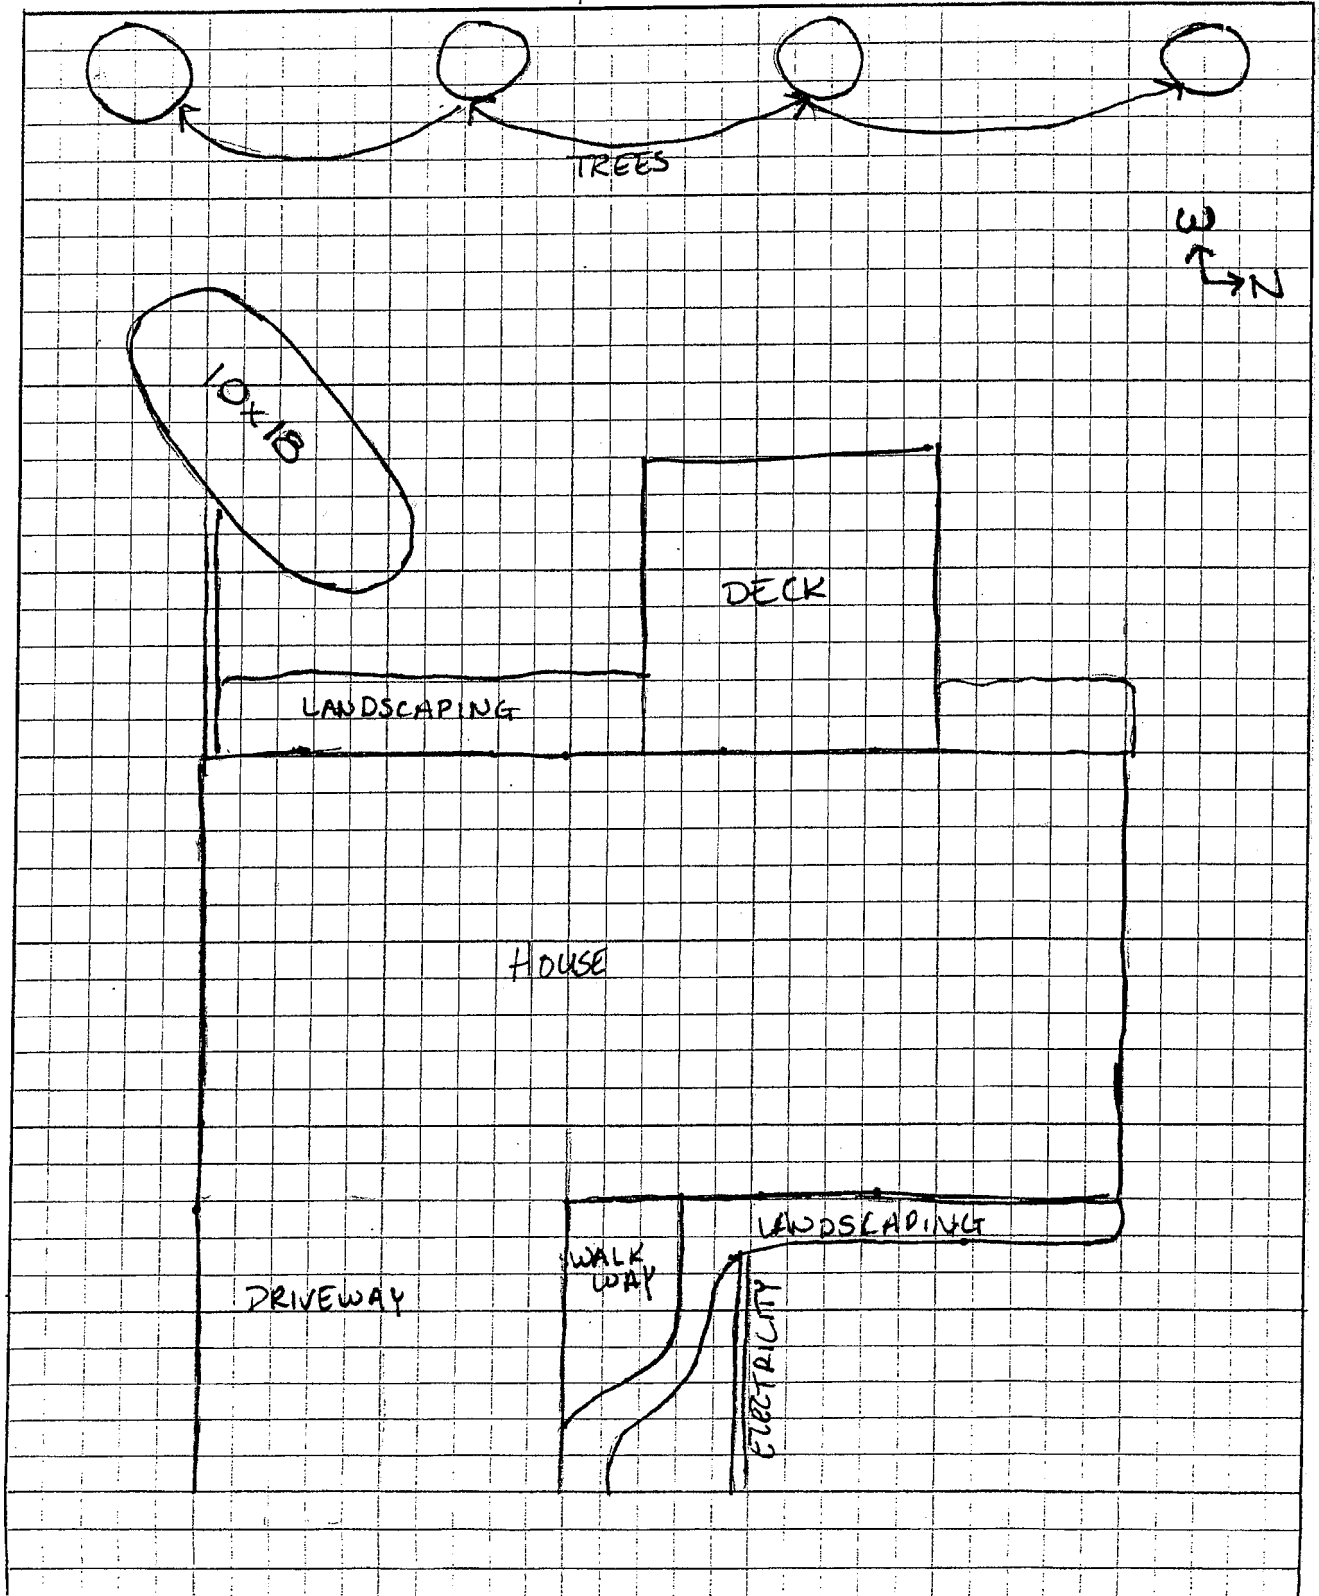 TREES
W
N
10x18
DECK
LANDSCAPING
HOUSE
LANDSCAPING
WALK
WAY
DRIVEWAY
ELECTRICITY